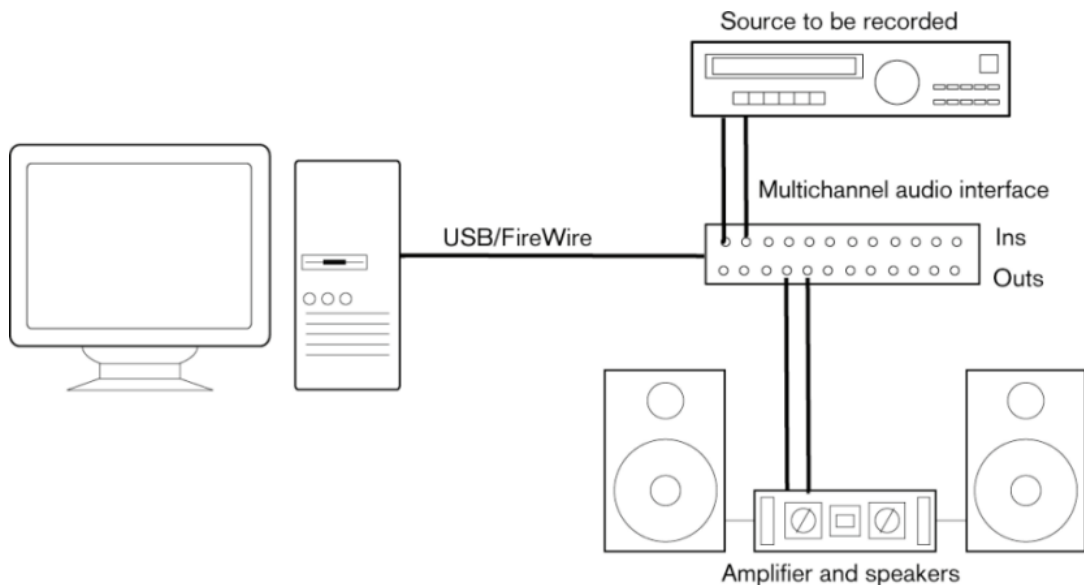 Source to be recorded
Multichannel audio interface
USB/FireWire
Ins
Outs
Amplifier and speakers